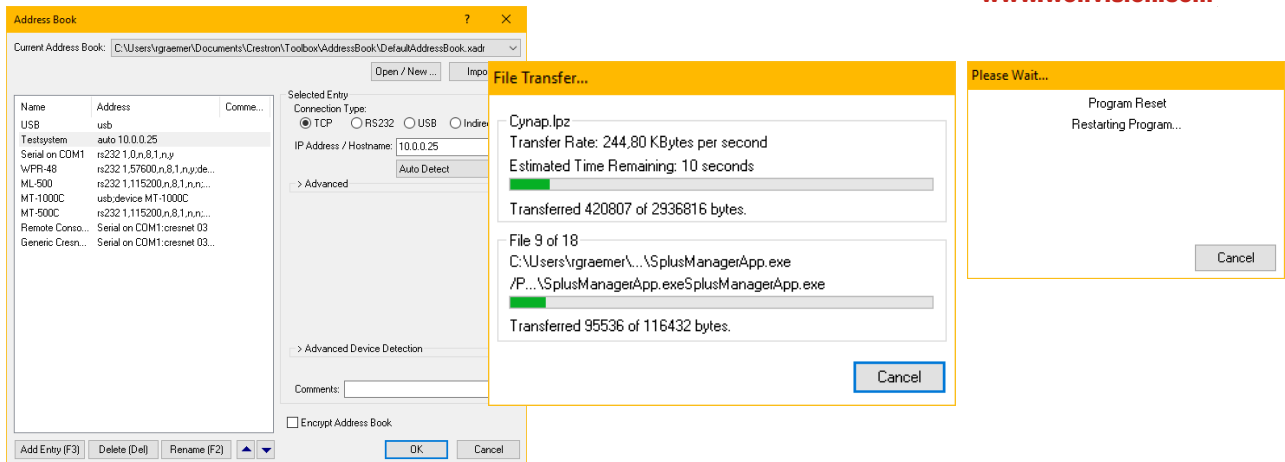 Address Book
Current Address Book: C:\Users\rgraemer\Documents\Crestron\Toolbox\AddressBook\DefaultAddressBook.xadr
Open / New ... Impo
Name Address Comme...
USB usb
Testsystem auto 10.0.0.25
Serial on COM1 rs232 1,0,n,8,1,n,y
WPR-48 rs232 1,57600,n,8,1,n,y;de...
ML-500 rs232 1,115200,n,8,1,n,n;...
MT-1000C usb;device MT-1000C
MT-500C rs232 1,115200,n,8,1,n,n;...
Remote Conso... Serial on COM1:cresnet 03
Generic Cresn... Serial on COM1:cresnet 03...
Selected Entry
Connection Type:
TCP RS232 USB Indire
IP Address / Hostname: 10.0.0.25
Auto Detect
> Advanced
> Advanced Device Detection
Comments:
Encrypt Address Book
Add Entry (F3) Delete (Del) Rename (F2) OK Cancel
File Transfer...
Cynap.lpz
Transfer Rate: 244,80 KBytes per second
Estimated Time Remaining: 10 seconds
Transferred 420807 of 2936816 bytes.
File 9 of 18
C:\Users\rgraemer\...\SplusManagerApp.exe
/P...\SplusManagerApp.exeSplusManagerApp.exe
Transferred 95536 of 116432 bytes.
Cancel
Please Wait...
Program Reset
Restarting Program...
Cancel